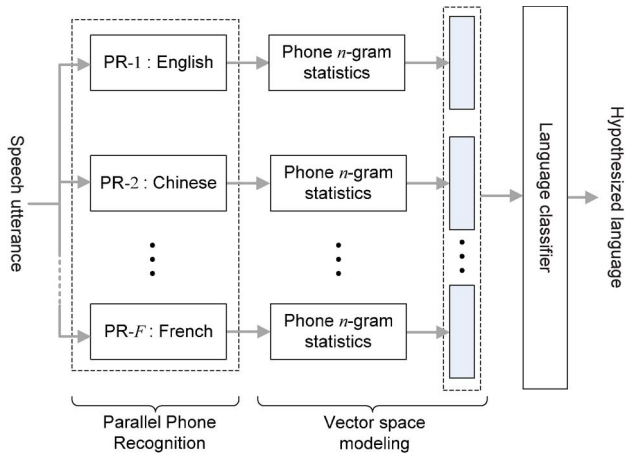 Speech utterance
PR-1 : English
Phone n-gram
statistics
PR-2 : Chinese
Phone n-gram
statistics
PR-F : French
Phone n-gram
statistics
Language classifier
Hypothesized language
Parallel Phone
Recognition
Vector space
modeling